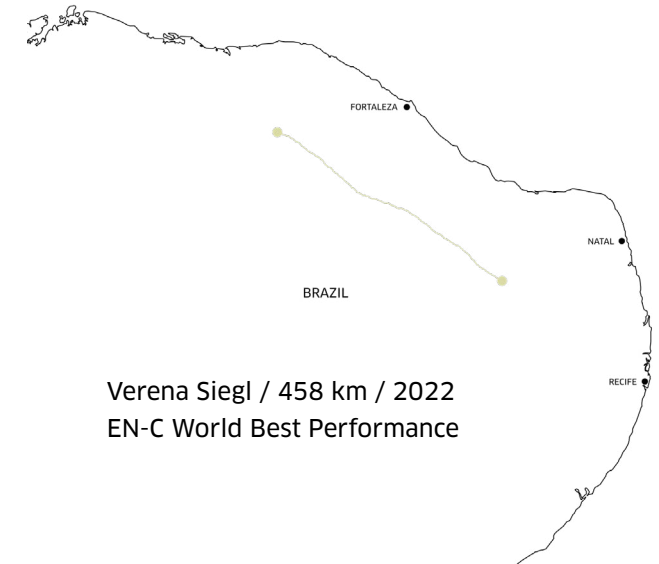 FORTALEZA
NATAL
BRAZIL
RECIFE
Verena Siegl / 458 km / 2022
EN-C World Best Performance